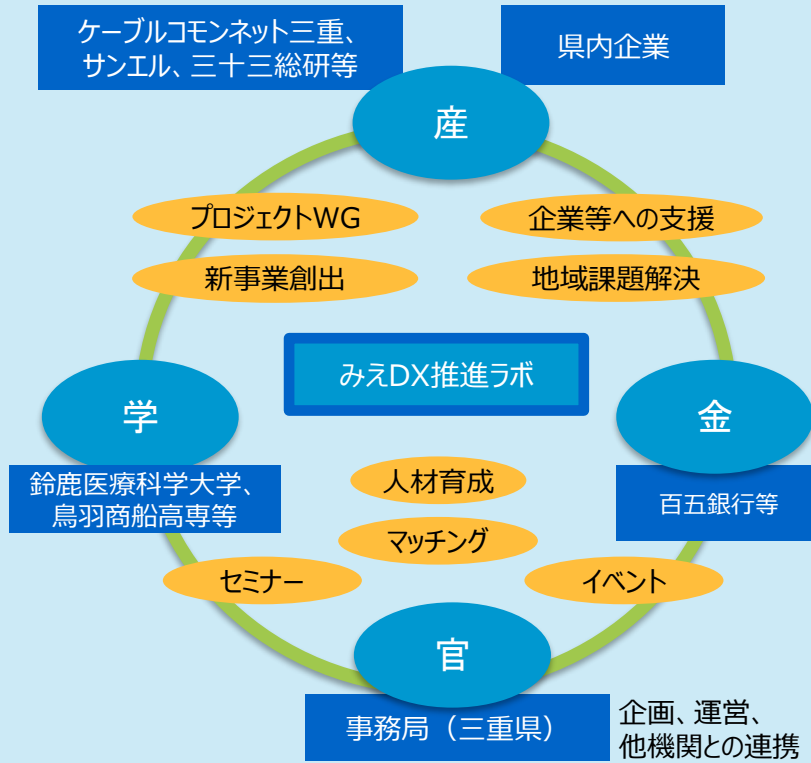 ケーブルコモンネット三重、
サンエル、三十三総研等
県内企業
産
プロジェクトWG
企業等への支援
新事業創出
地域課題解決
みえDX推進ラボ
学
金
鈴鹿医療科学大学、
鳥羽商船高専等
百五銀行等
人材育成
マッチング
セミナー
イベント
官
事務局（三重県）
企画、運営、
他機関との連携